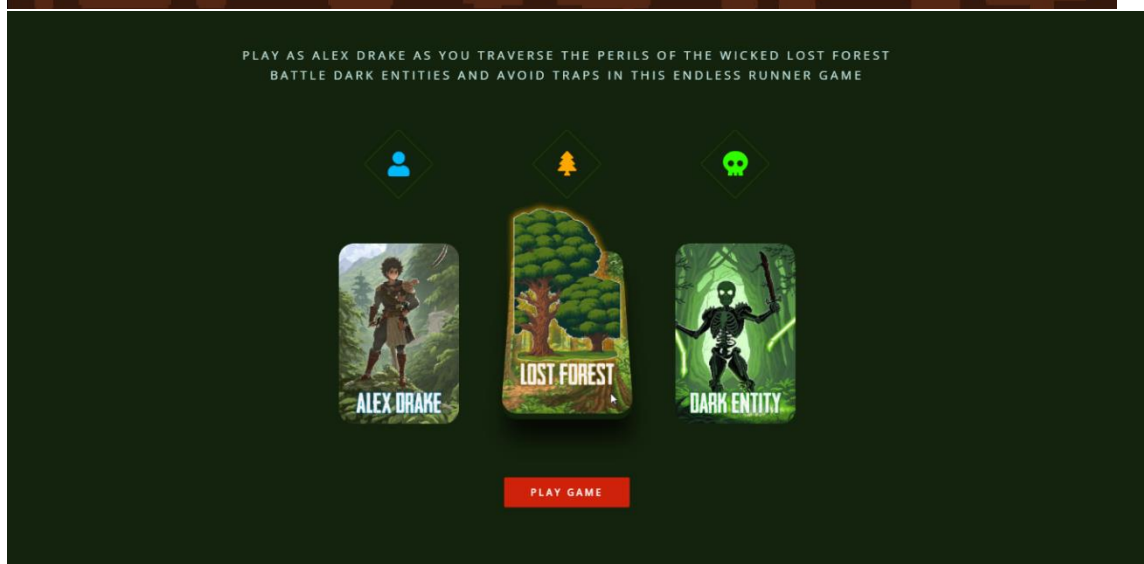 PLAY AS ALEX DRAKE AS YOU TRAVERSE THE PERILS OF THE WICKED LOST FOREST
BATTLE DARK ENTITIES AND AVOID TRAPS IN THIS ENDLESS RUNNER GAME
ALEX DRAKE
LOST FOREST
DARK ENTITY
PLAY GAME